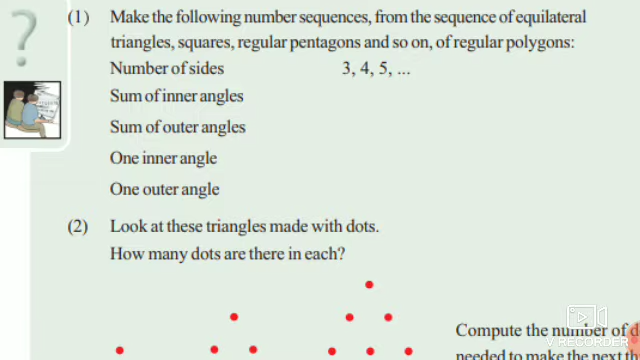 (1) Make the following number sequences, from the sequence of equilateral
triangles, squares, regular pentagons and so on, of regular polygons:
Number of sides 3, 4, 5, ...
Sum of inner angles
Sum of outer angles
One inner angle
One outer angle
(2) Look at these triangles made with dots.
How many dots are there in each?
Compute the number of
needed to make the next
V RECORDER